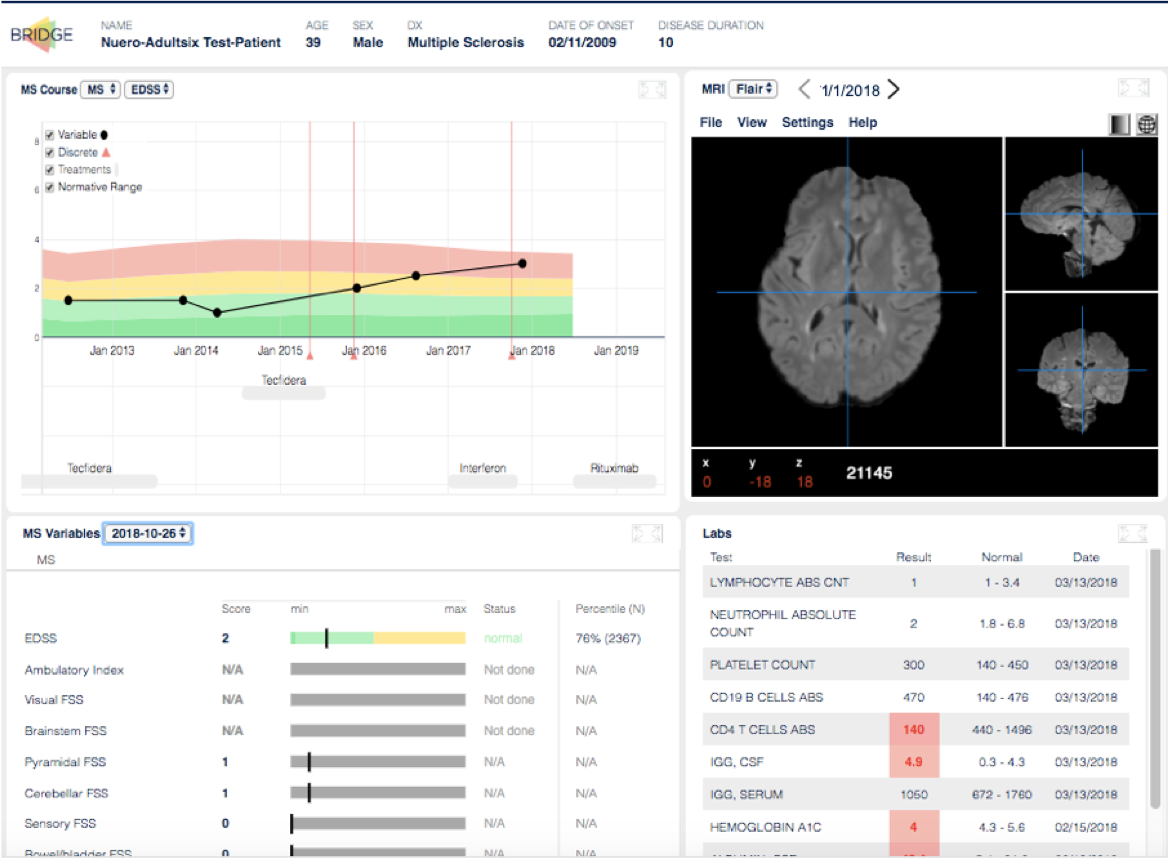 BRIDGE
NAME AGE SEX DX DATE OF ONSET DISEASE DURATION
Nuero-Adultsix Test-Patient 39 Male Multiple Sclerosis 02/11/2009 10
MS Course MS EDSS
Variable
Discrete
Treatments
Normative Range
8
6
4
2
0
Jan 2013 Jan 2014 Jan 2015 Jan 2016 Jan 2017 Jan 2018 Jan 2019
Tecfidera
Tecfidera Interferon Rituximab
MRI Flair 1/1/2018
File View Settings Help
x y z
0 -18 18 21145
MS Variables 2018-10-26
MS
Score min max Status Percentile (N)
EDSS 2 normal 76% (2367)
Ambulatory Index N/A Not done N/A
Visual FSS N/A Not done N/A
Brainstem FSS N/A Not done N/A
Pyramidal FSS 1 N/A N/A
Cerebellar FSS 1 N/A N/A
Sensory FSS 0 N/A N/A
Bowel/bladder FSS 0 N/A N/A
Labs
Test Result Normal Date
LYMPHOCYTE ABS CNT 1 1 - 3.4 03/13/2018
NEUTROPHIL ABSOLUTE
COUNT 2 1.8 - 6.8 03/13/2018
PLATELET COUNT 300 140 - 450 03/13/2018
CD19 B CELLS ABS 470 140 - 476 03/13/2018
CD4 T CELLS ABS 140 440 - 1496 03/13/2018
IGG, CSF 4.9 0.3 - 4.3 03/13/2018
IGG, SERUM 1050 672 - 1760 03/13/2018
HEMOGLOBIN A1C 4 4.3 - 5.6 02/15/2018